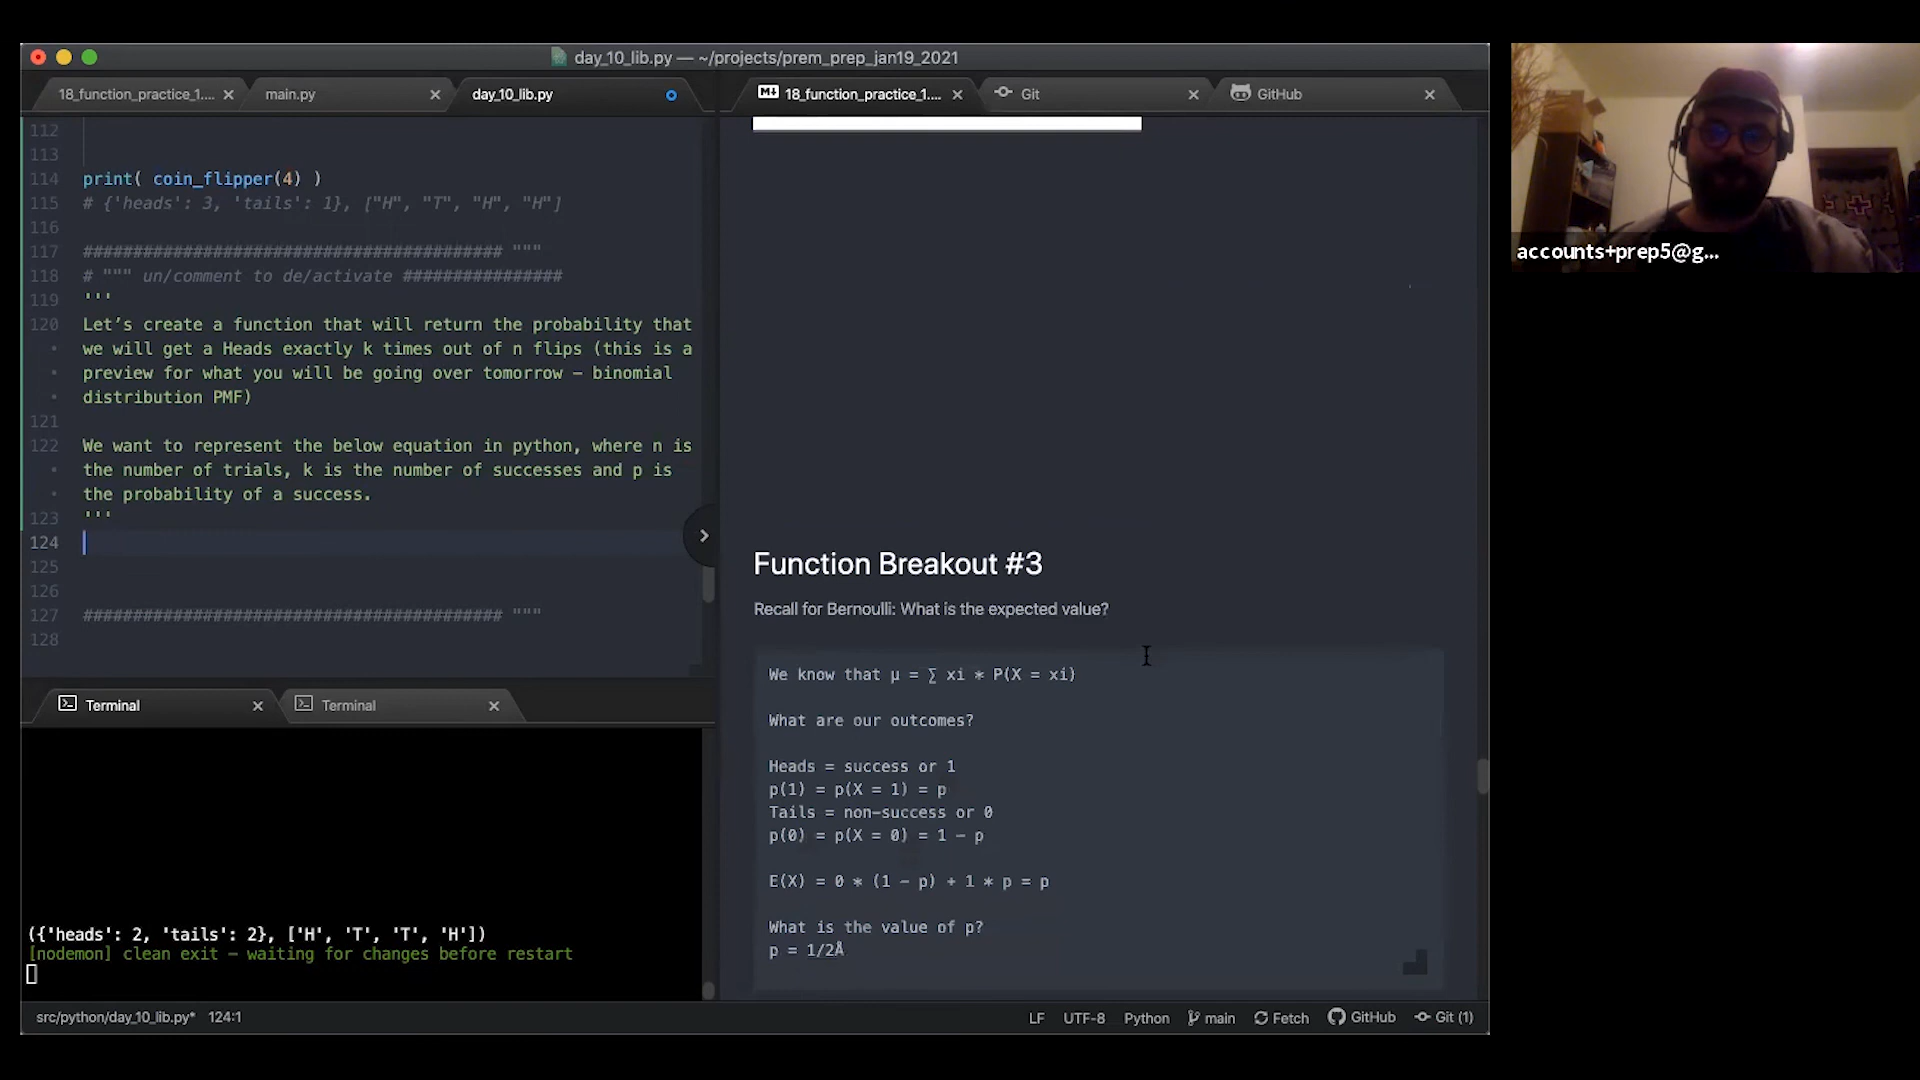 day_10_lib.py — ~/projects/prem_prep_jan19_2021
18_function_practice_1....
main.py
day_10_lib.py
18_function_practice_1....
Git
GitHub
112
113
114 print( coin_flipper(4) )
115 # {'heads': 3, 'tails': 1}, ["H", "T", "H", "H"]
116
117 ########################################## """
118 # """ un/comment to de/activate ################
119 '''
120 Let’s create a function that will return the probability that
• we will get a Heads exactly k times out of n flips (this is a
• preview for what you will be going over tomorrow – binomial
• distribution PMF)
121
122 We want to represent the below equation in python, where n is
• the number of trials, k is the number of successes and p is
• the probability of a success.
123 '''
124
125
126
127 ########################################## """
128
Terminal
Terminal
({'heads': 2, 'tails': 2}, ['H', 'T', 'T', 'H'])
[nodemon] clean exit - waiting for changes before restart
Function Breakout #3
Recall for Bernoulli: What is the expected value?
We know that μ = ∑ xi * P(X = xi)
What are our outcomes?
Heads = success or 1
p(1) = p(X = 1) = p
Tails = non-success or 0
p(0) = p(X = 0) = 1 - p
E(X) = 0 * (1 - p) + 1 * p = p
What is the value of p?
p = 1/2Å
src/python/day_10_lib.py* 124:1
LF UTF-8 Python main Fetch GitHub Git (1)
accounts+prep5@g...